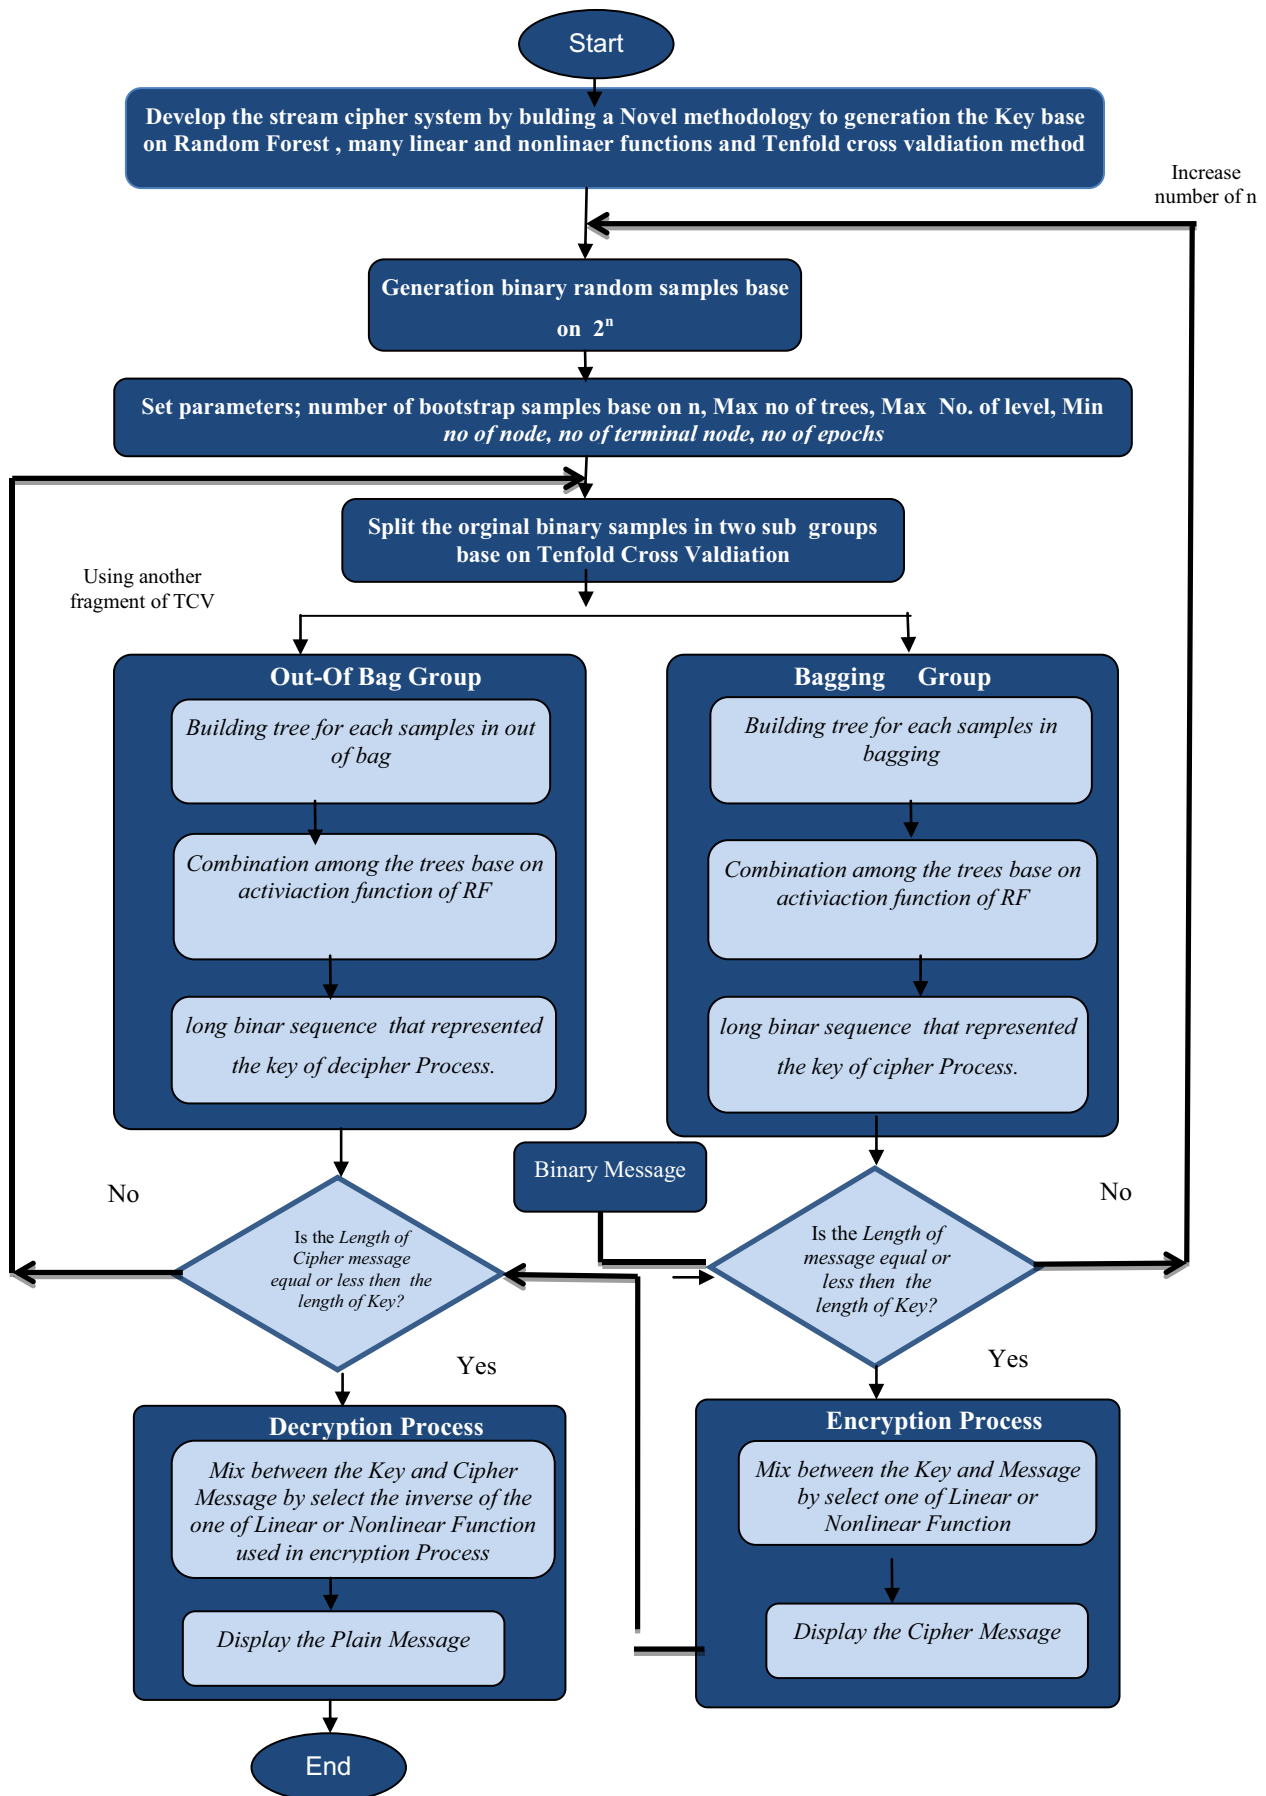 Start
Develop the stream cipher system by bulding a Novel methodology to generation the Key base
on Random Forest , many linear and nonlinaer functions and Tenfold cross valdiation method
Increase
number of n
Generation binary random samples base
on 2ⁿ
Set parameters; number of bootstrap samples base on n, Max no of trees, Max No. of level, Min
no of node, no of terminal node, no of epochs
Split the orginal binary samples in two sub groups
base on Tenfold Cross Valdiation
Using another
fragment of TCV
Out-Of Bag Group
Building tree for each samples in out
of bag
Combination among the trees base on
activiaction function of RF
long binar sequence that represented
the key of decipher Process.
Bagging Group
Building tree for each samples in
bagging
Combination among the trees base on
activiaction function of RF
long binar sequence that represented
the key of cipher Process.
Binary Message
No
Is the Length of
Cipher message
equal or less then the
length of Key?
Yes
No
Is the Length of
message equal or
less then the
length of Key?
Yes
Decryption Process
Mix between the Key and Cipher
Message by select the inverse of the
one of Linear or Nonlinear Function
used in encryption Process
Display the Plain Message
Encryption Process
Mix between the Key and Message
by select one of Linear or
Nonlinear Function
Display the Cipher Message
End